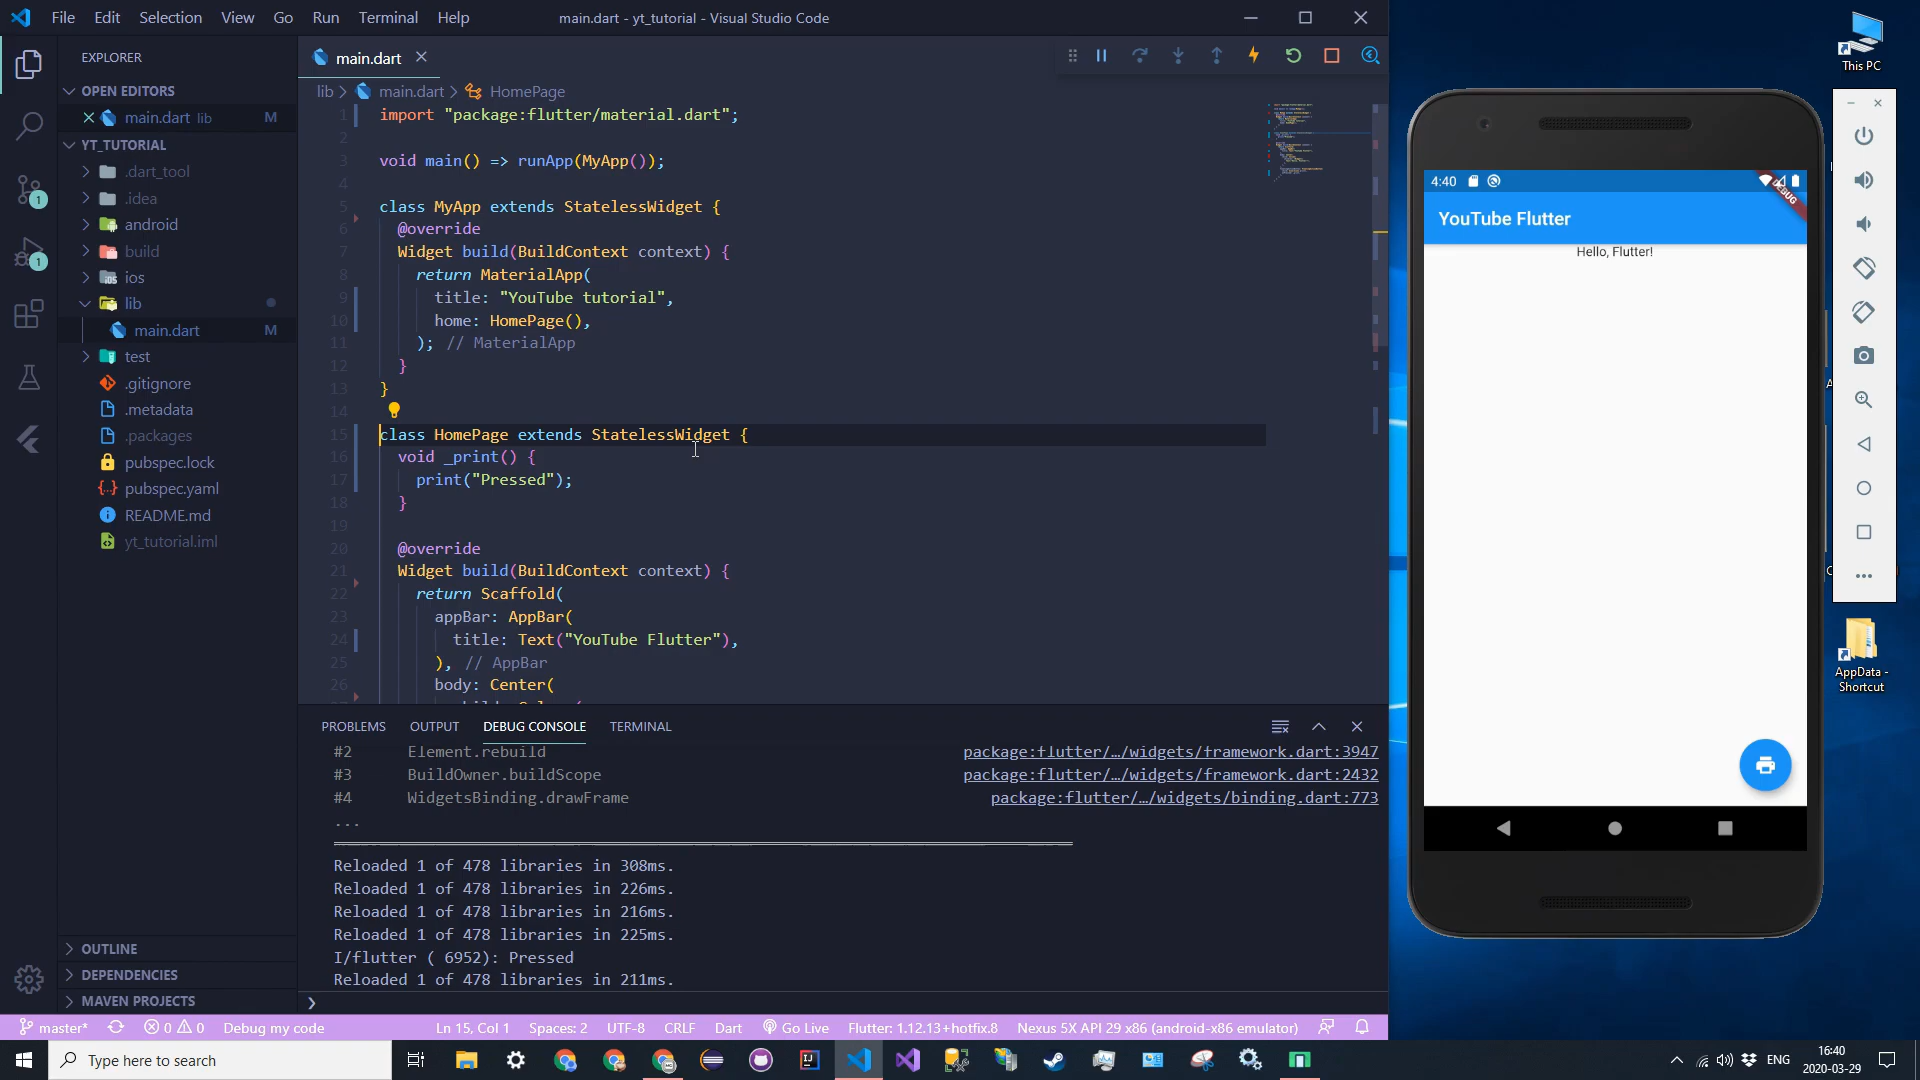 File Edit Selection View Go Run Terminal Help
main.dart - yt_tutorial - Visual Studio Code
EXPLORER
OPEN EDITORS
main.dart lib M
YT_TUTORIAL
.dart_tool
.idea
android
build
ios
lib
main.dart M
test
.gitignore
.metadata
.packages
pubspec.lock
pubspec.yaml
README.md
yt_tutorial.iml
OUTLINE
DEPENDENCIES
MAVEN PROJECTS
1
1
main.dart
lib main.dart HomePage
1 import "package:flutter/material.dart";
2
3 void main() => runApp(MyApp());
4
5 class MyApp extends StatelessWidget {
6 @override
7 Widget build(BuildContext context) {
8 return MaterialApp(
9 title: "YouTube tutorial",
10 home: HomePage(),
11 ); // MaterialApp
12 }
13 }
14
15 class HomePage extends StatelessWidget {
16 void _print() {
17 print("Pressed");
18 }
19
20 @override
21 Widget build(BuildContext context) {
22 return Scaffold(
23 appBar: AppBar(
24 title: Text("YouTube Flutter"),
25 ), // AppBar
26 body: Center(
PROBLEMS OUTPUT DEBUG CONSOLE TERMINAL
#2 Element.rebuild package:flutter/…/widgets/framework.dart:3947
#3 BuildOwner.buildScope package:flutter/…/widgets/framework.dart:2432
#4 WidgetsBinding.drawFrame package:flutter/…/widgets/binding.dart:773
...
Reloaded 1 of 478 libraries in 308ms.
Reloaded 1 of 478 libraries in 226ms.
Reloaded 1 of 478 libraries in 216ms.
Reloaded 1 of 478 libraries in 225ms.
I/flutter ( 6952): Pressed
Reloaded 1 of 478 libraries in 211ms.
master* 0 0 Debug my code Ln 15, Col 1 Spaces: 2 UTF-8 CRLF Dart Go Live Flutter: 1.12.13+hotfix.8 Nexus 5X API 29 x86 (android-x86 emulator)
4:40
DEBUG
YouTube Flutter
Hello, Flutter!
This PC
AppData -
Shortcut
Type here to search
ENG
16:40
2020-03-29